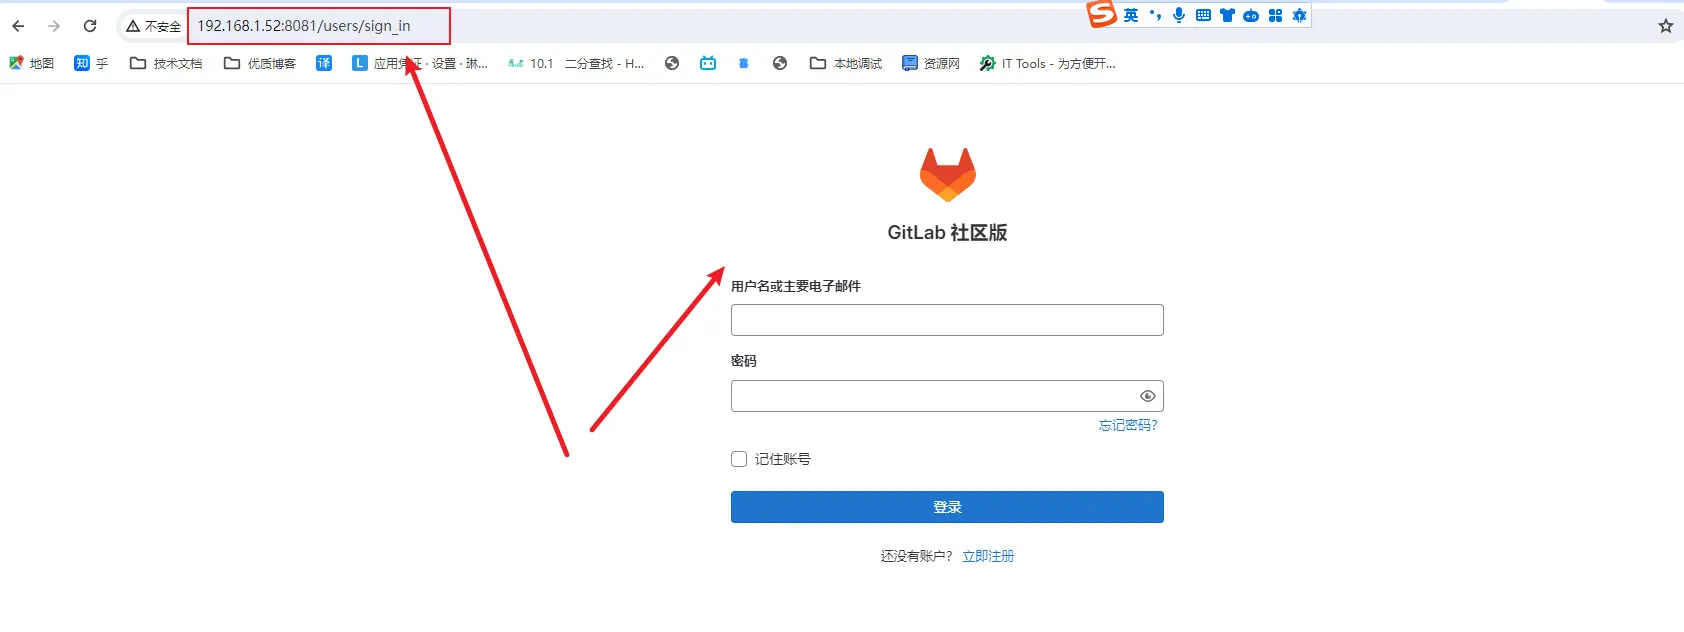 英
不安全 192.168.1.52:8081/users/sign_in
地图 知 乎 技术文档 优质博客 译 L 应用凭证 · 设置 · 琳... 10.1 二分查找 - H... 本地调试 资源网 IT Tools - 为方便开...
GitLab 社区版
用户名或主要电子邮件
密码
忘记密码?
记住账号
登录
还没有账户? 立即注册